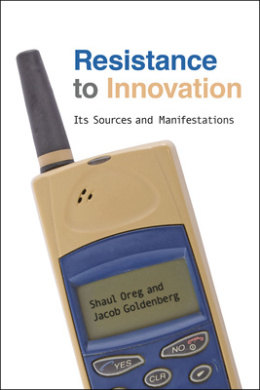 Resistance
to Innovation
Its Sources and Manifestations
Shaul Oreg and
Jacob Goldenberg
YES
NO
CLR